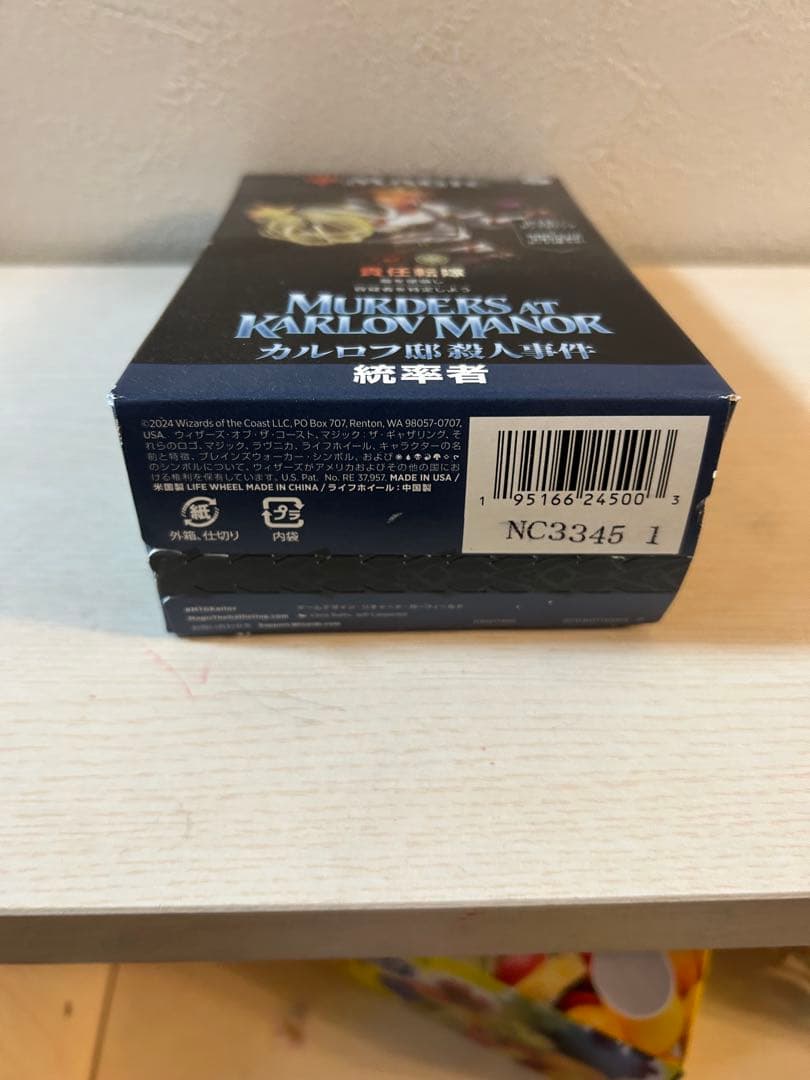 責任転嫁
MURDERS AT
KARLOV MANOR
カルロフ邸殺人事件
統率者
©2024 Wizards of the Coast LLC, PO Box 707, Renton, WA 98057-0707,
USA. ウィザーズ・オブ・ザ・コースト、マジック：ザ・ギャザリング、そ
れらのロゴ、マジック、ラヴニカ、ライフホイール、キャラクターの名
前と特徴、プレインズウォーカー・シンボル、および
のシンボルについて、ウィザーズがアメリカおよびその他の国にお
ける権利を保有しています。U.S. Pat. No. RE 37,957. MADE IN USA /
米国製 LIFE WHEEL MADE IN CHINA / ライフホイール：中国製
紙
外箱、仕切り
プラ
内袋
1 95166 24500 3
NC3345 1
#MTGKarlov
MagicTheGathering.com
Support.Wizards.com